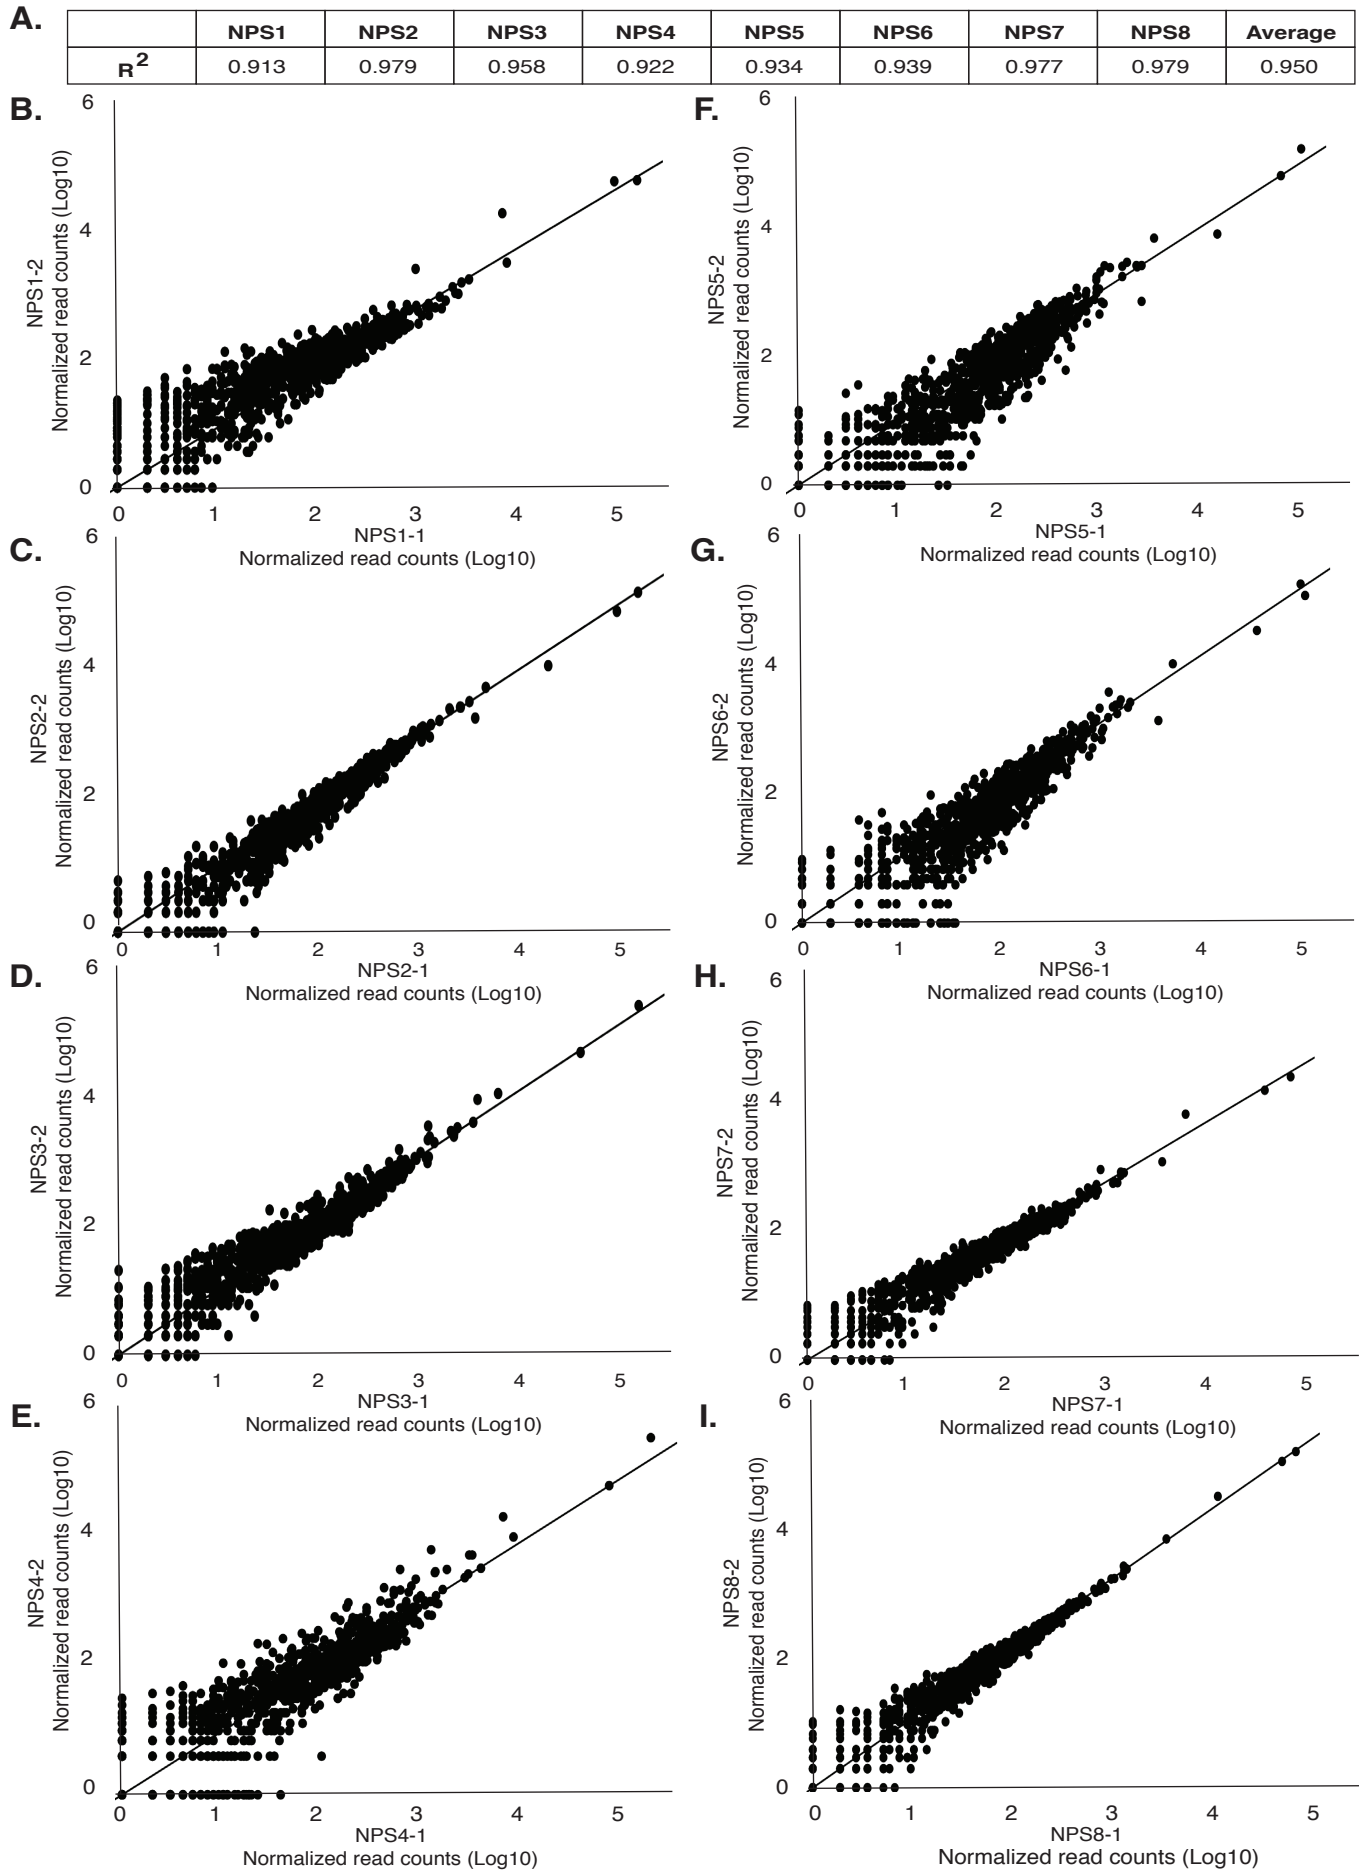 A.
NPS1 NPS2 NPS3 NPS4 NPS5 NPS6 NPS7 NPS8 Average
R2 0.913 0.979 0.958 0.922 0.934 0.939 0.977 0.979 0.950
B.
6
4
2
0
NPS1-2
Normalized read counts (Log10)
0 1 2 3 4 5
NPS1-1
Normalized read counts (Log10)
C.
6
4
2
0
NPS2-2
Normalized read counts (Log10)
0 1 2 3 4 5
NPS2-1
Normalized read counts (Log10)
D.
6
4
2
0
NPS3-2
Normalized read counts (Log10)
0 1 2 3 4 5
NPS3-1
Normalized read counts (Log10)
E.
6
4
2
0
NPS4-2
Normalized read counts (Log10)
0 1 2 3 4 5
NPS4-1
Normalized read counts (Log10)
F.
6
4
2
0
NPS5-2
Normalized read counts (Log10)
0 1 2 3 4 5
NPS5-1
Normalized read counts (Log10)
G.
6
4
2
0
NPS6-2
Normalized read counts (Log10)
0 1 2 3 4 5
NPS6-1
Normalized read counts (Log10)
H.
6
4
2
0
NPS7-2
Normalized read counts (Log10)
0 1 2 3 4 5
NPS7-1
Normalized read counts (Log10)
I.
6
4
2
0
NPS8-2
Normalized read counts (Log10)
0 1 2 3 4 5
NPS8-1
Normalized read counts (Log10)